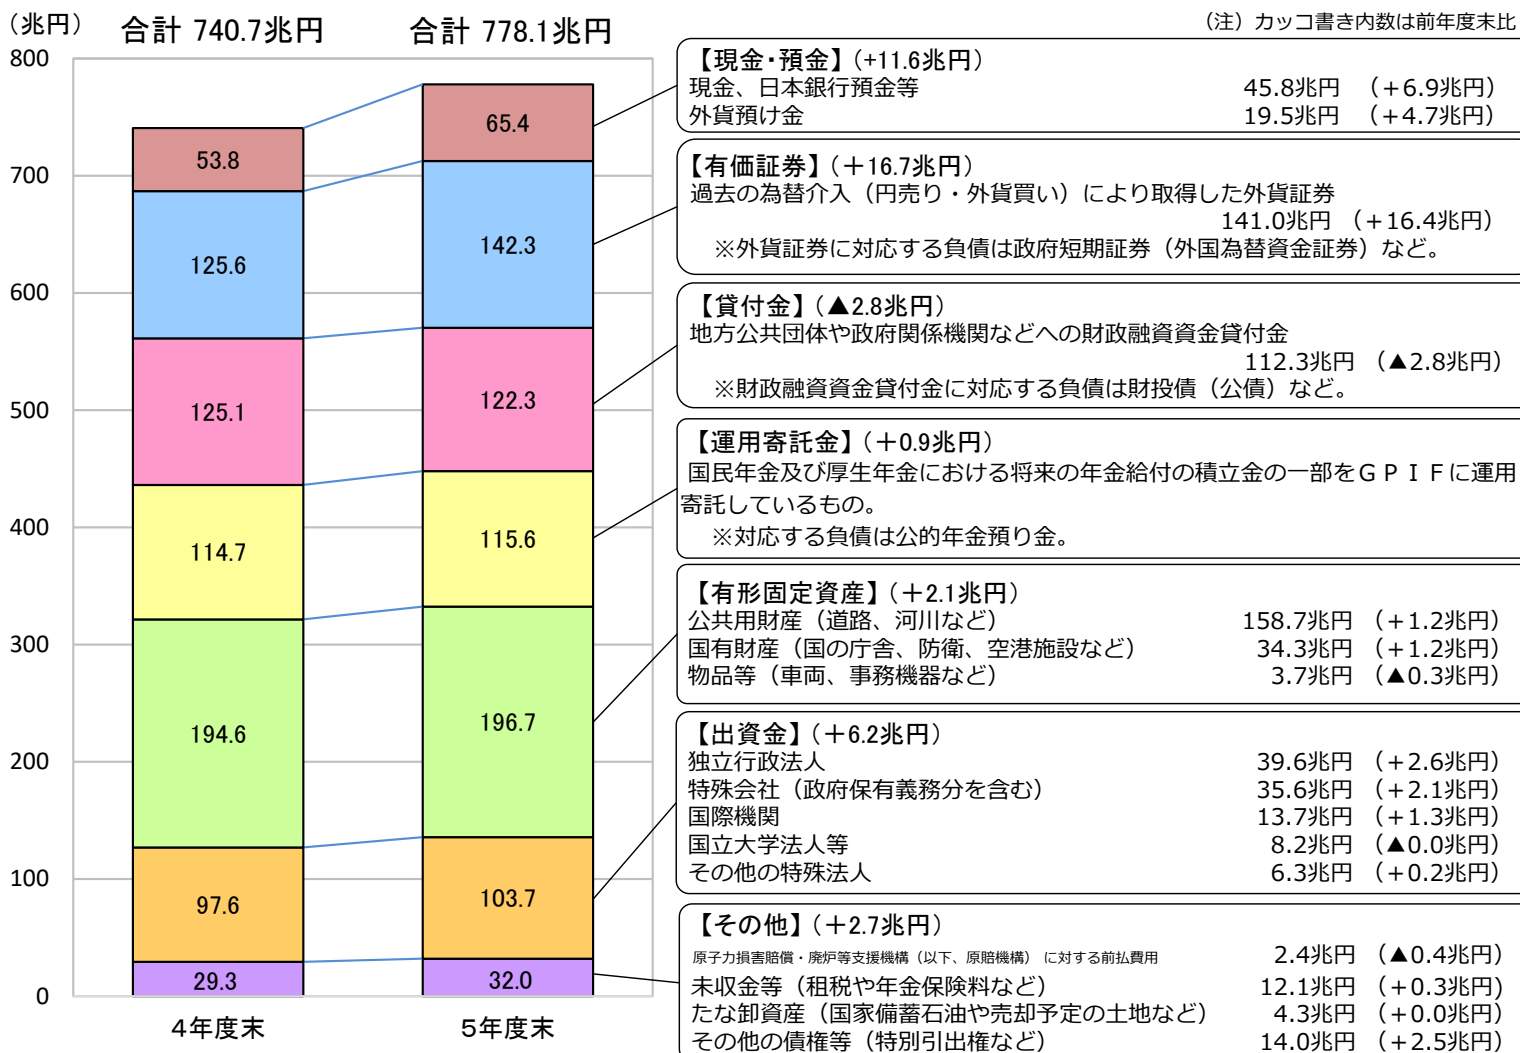 （兆円）
合計 740.7兆円
合計 778.1兆円
（注）カッコ書き内数は前年度末比
800
700
600
500
400
300
200
100
0
53.8
125.6
125.1
114.7
194.6
97.6
29.3
4年度末
65.4
142.3
122.3
115.6
196.7
103.7
32.0
5年度末
【現金・預金】（+11.6兆円）
現金、日本銀行預金等 45.8兆円 （＋6.9兆円）
外貨預け金 19.5兆円 （＋4.7兆円）
【有価証券】（＋16.7兆円）
過去の為替介入（円売り・外貨買い）により取得した外貨証券
141.0兆円 （＋16.4兆円）
※外貨証券に対応する負債は政府短期証券（外国為替資金証券）など。
【貸付金】（▲2.8兆円）
地方公共団体や政府関係機関などへの財政融資資金貸付金
112.3兆円 （▲2.8兆円）
※財政融資資金貸付金に対応する負債は財投債（公債）など。
【運用寄託金】（＋0.9兆円）
国民年金及び厚生年金における将来の年金給付の積立金の一部をＧＰＩＦに運用
寄託しているもの。
※対応する負債は公的年金預り金。
【有形固定資産】（＋2.1兆円）
公共用財産（道路、河川など） 158.7兆円 （＋1.2兆円）
国有財産（国の庁舎、防衛、空港施設など） 34.3兆円 （＋1.2兆円）
物品等（車両、事務機器など） 3.7兆円 （▲0.3兆円）
【出資金】（＋6.2兆円）
独立行政法人 39.6兆円 （＋2.6兆円）
特殊会社（政府保有義務分を含む） 35.6兆円 （＋2.1兆円）
国際機関 13.7兆円 （＋1.3兆円）
国立大学法人等 8.2兆円 （▲0.0兆円）
その他の特殊法人 6.3兆円 （＋0.2兆円）
【その他】（＋2.7兆円）
原子力損害賠償・廃炉等支援機構（以下、原賠機構） に対する前払費用 2.4兆円 （▲0.4兆円）
未収金等（租税や年金保険料など） 12.1兆円 （＋0.3兆円）
たな卸資産（国家備蓄石油や売却予定の土地など） 4.3兆円 （＋0.0兆円）
その他の債権等（特別引出権など） 14.0兆円 （＋2.5兆円）